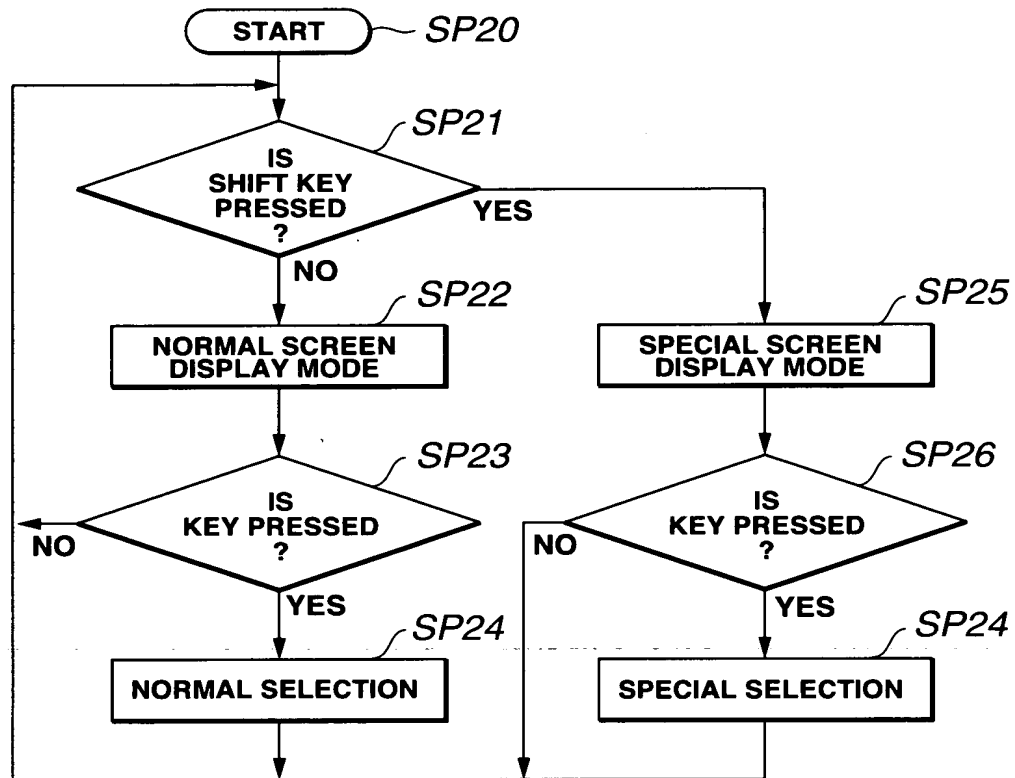 START
SP20
SP21
IS
SHIFT KEY
PRESSED
?
YES
NO
SP22
NORMAL SCREEN
DISPLAY MODE
SP25
SPECIAL SCREEN
DISPLAY MODE
SP23
IS
KEY PRESSED
?
NO
YES
SP26
IS
KEY PRESSED
?
NO
YES
SP24
NORMAL SELECTION
SP24
SPECIAL SELECTION